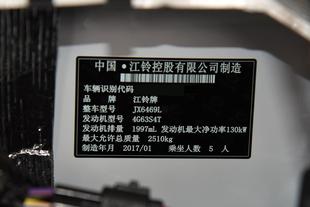 中国·江铃控股有限公司制造
车辆识别代码
品 牌 江铃牌
整车型号 JX6469L
发动机型号 4G63S4T
发动机排量 1997mL 发动机最大净功率130kW
最大允许总质量 2510kg
制造年月 2017/01 乘坐人数 5 人